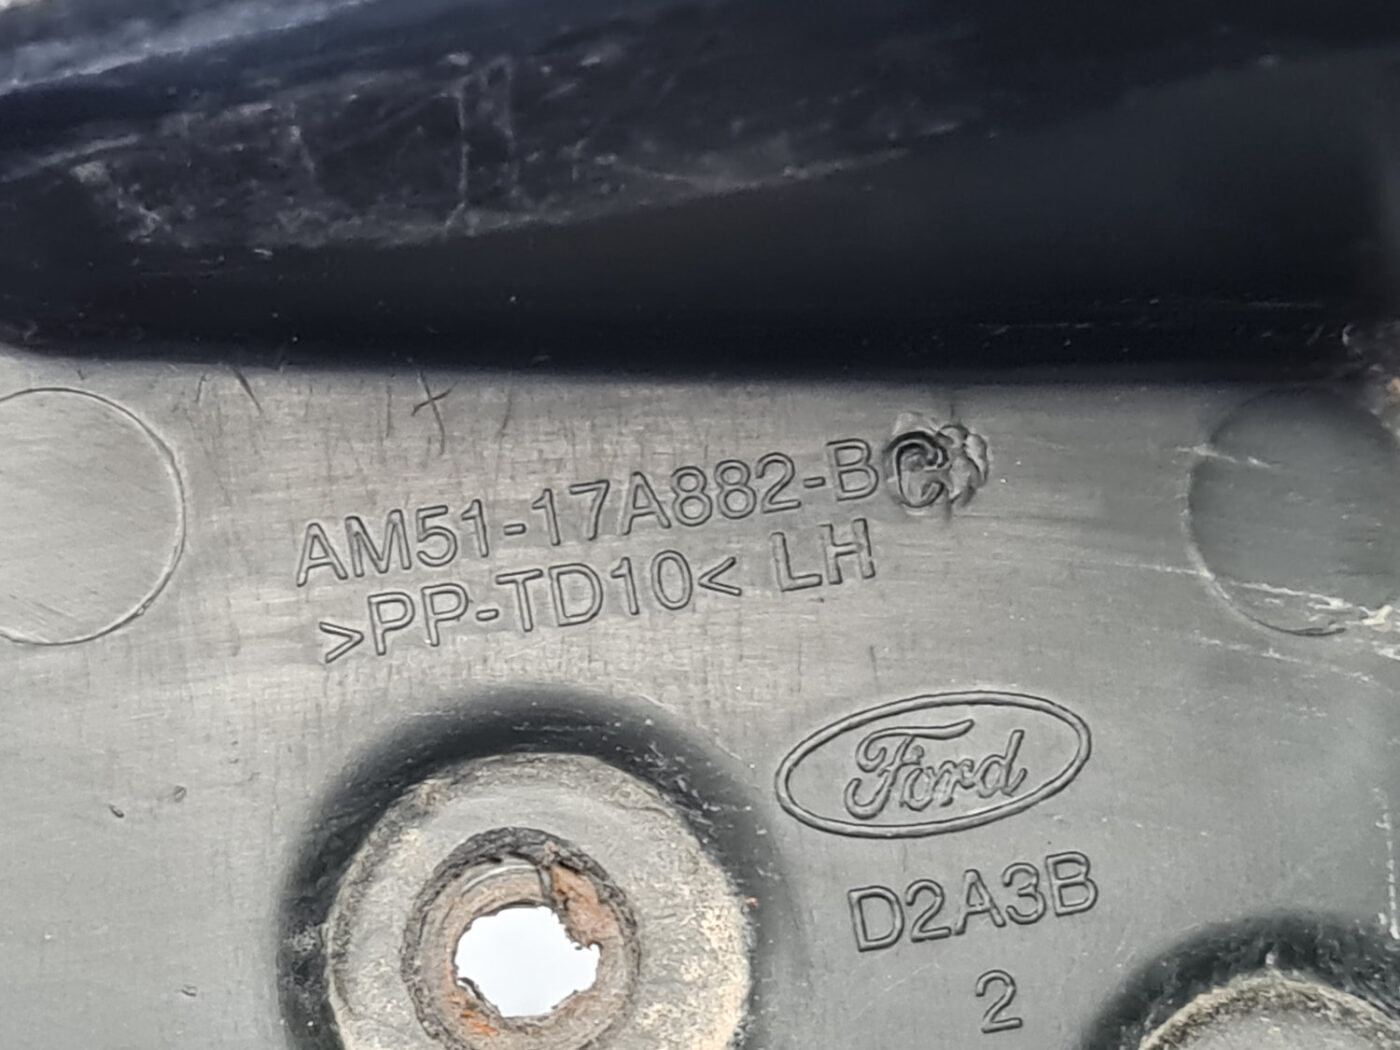 AM51-17A882-BC
>PP-TD10< LH
Ford
D2A3B
2